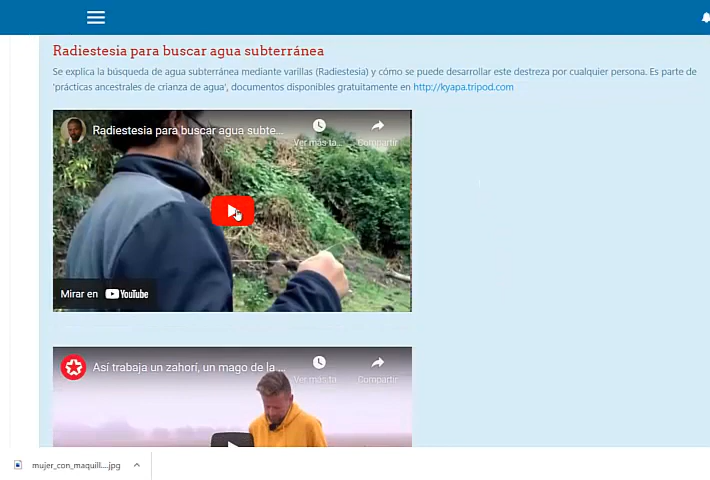 Radiestesia para buscar agua subterránea
Se explica la búsqueda de agua subterránea mediante varillas (Radiestesia) y cómo se puede desarrollar este destreza por cualquier persona. Es parte de
'prácticas ancestrales de crianza de agua', documentos disponibles gratuitamente en http://kyapa.tripod.com
Radiestesia para buscar agua subte...
Ver más ta...
Compartir
Mirar en YouTube
Así trabaja un zahorí, un mago de la ...
Ver más ta...
Compartir
mujer_con_maquill....jpg